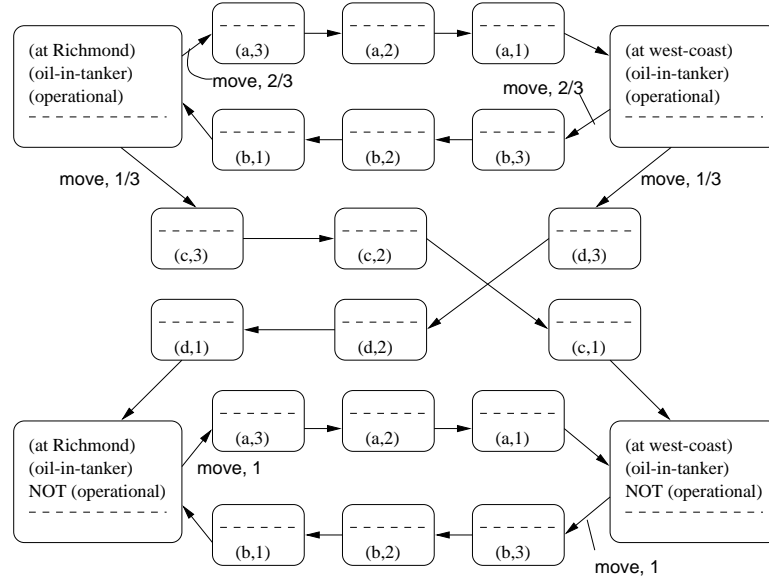 (at Richmond)
(oil-in-tanker)
(operational)
(a,3)
(a,2)
(a,1)
(at west-coast)
(oil-in-tanker)
(operational)
move, 2/3
move, 2/3
(b,1)
(b,2)
(b,3)
move, 1/3
move, 1/3
(c,3)
(c,2)
(d,3)
(d,1)
(d,2)
(c,1)
(at Richmond)
(oil-in-tanker)
NOT (operational)
(a,3)
(a,2)
(a,1)
(at west-coast)
(oil-in-tanker)
NOT (operational)
move, 1
(b,1)
(b,2)
(b,3)
move, 1